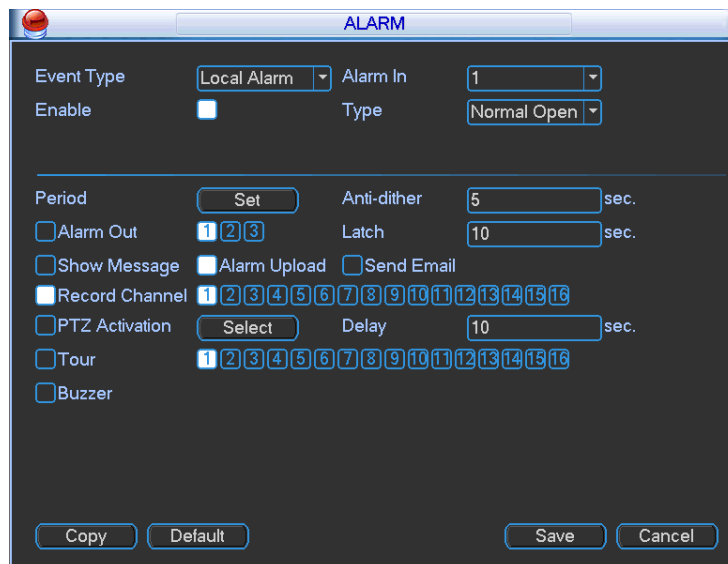 ALARM
Event Type Local Alarm Alarm In 1
Enable Type Normal Open
Period Set Anti-dither 5 sec.
Alarm Out 1 2 3 Latch 10 sec.
Show Message Alarm Upload Send Email
Record Channel 1 2 3 4 5 6 7 8 9 10 11 12 13 14 15 16
PTZ Activation Select Delay 10 sec.
Tour 1 2 3 4 5 6 7 8 9 10 11 12 13 14 15 16
Buzzer
Copy Default Save Cancel